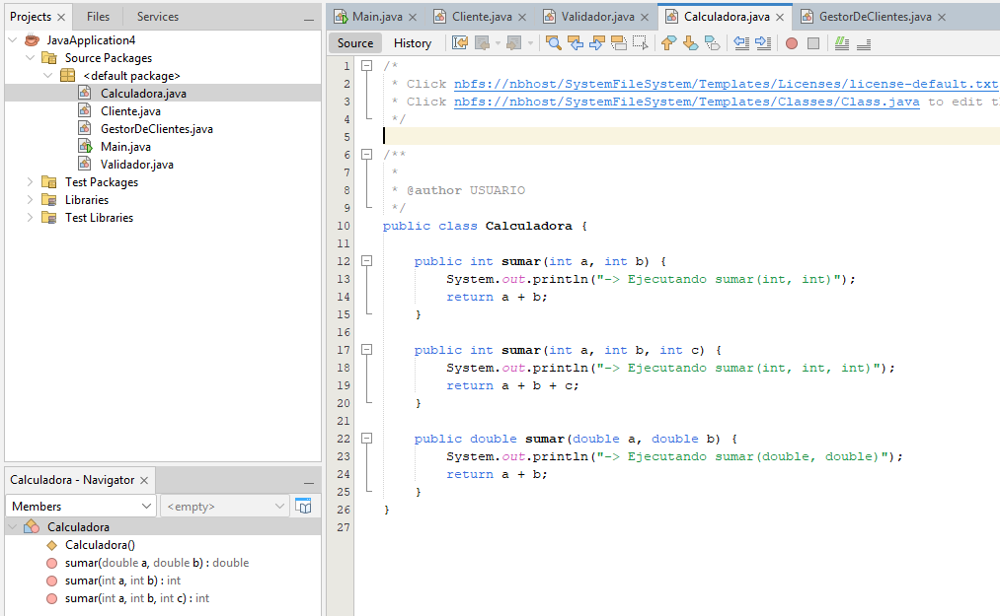 Projects Files Services
JavaApplication4
Source Packages
<default package>
Calculadora.java
Cliente.java
GestorDeClientes.java
Main.java
Validador.java
Test Packages
Libraries
Test Libraries
Calculadora - Navigator
Members <empty>
Calculadora
Calculadora()
sumar(double a, double b) : double
sumar(int a, int b) : int
sumar(int a, int b, int c) : int
Main.java Cliente.java Validador.java Calculadora.java GestorDeClientes.java
Source History
1 /*
2 * Click nbfs://nbhost/SystemFileSystem/Templates/Licenses/license-default.txt
3 * Click nbfs://nbhost/SystemFileSystem/Templates/Classes/Class.java to edit t
4 */
5
6 /**
7 *
8 * @author USUARIO
9 */
10 public class Calculadora {
11
12 public int sumar(int a, int b) {
13 System.out.println("-> Ejecutando sumar(int, int)");
14 return a + b;
15 }
16
17 public int sumar(int a, int b, int c) {
18 System.out.println("-> Ejecutando sumar(int, int, int)");
19 return a + b + c;
20 }
21
22 public double sumar(double a, double b) {
23 System.out.println("-> Ejecutando sumar(double, double)");
24 return a + b;
25 }
26 }
27